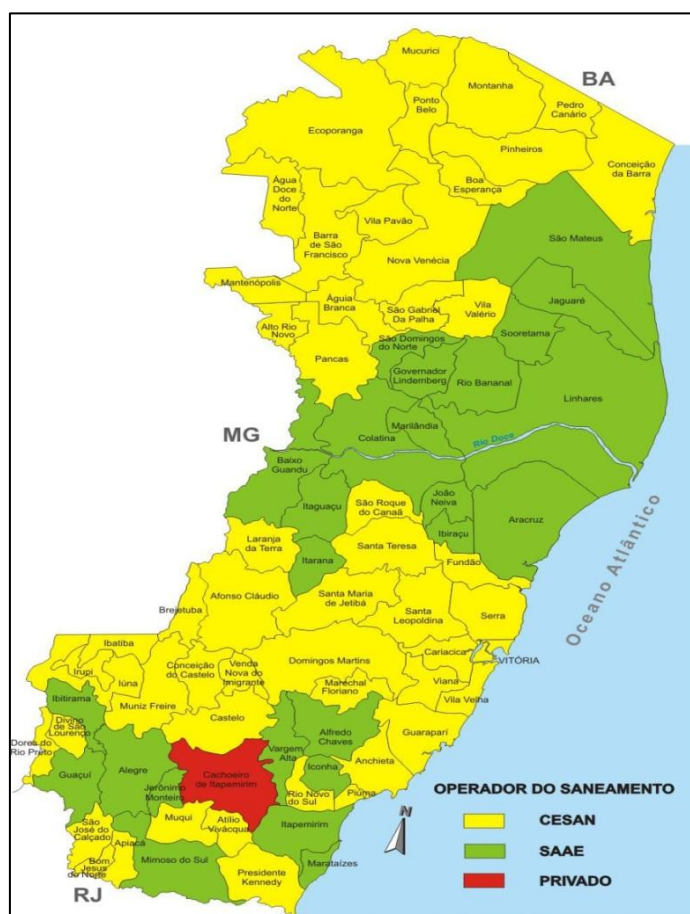 Mucurici
Montanha
BA
Ponto
Belo
Pedro
Canário
Ecoporanga
Pinheiros
Conceição
da Barra
Boa
Esperança
Água
Doce
do
Norte
Vila Pavão
Barra
de São
Francisco
São Mateus
Nova Venécia
Mantenópolis
Águia
Branca
Jaguaré
Vila
Valério
São Gabriel
Da Palha
Alto Rio
Novo
Sooretama
São Domingos
do Norte
Pancas
Governador
Lindemberg
Rio Bananal
Linhares
MG
Marilândia
Colatina
Rio Doce
Baixo
Guandu
João
Neiva
São Roque
do Canaã
Itaguaçu
Aracruz
Ibiraçu
Laranja
da Terra
Santa Teresa
Fundão
Itarana
Oceano Atlântico
Afonso Cláudio
Santa Maria
de Jetibá
Santa
Leopoldina
Serra
Brejetuba
Cariacica
Ibatiba
VITÓRIA
Domingos Martins
Irupi
Iúna
Conceição
do Castelo
Venda
Nova do
Imigrante
Marechal
Floriano
Viana
Vila Velha
Ibitirama
Muniz Freire
Castelo
Guaraparí
Divino
de São
Lourenço
Alfredo
Chaves
Dores do
Rio Preto
Vargem
Alta
Anchieta
Guaçuí
Alegre
Cachoeiro
de Itapemirim
Iconha
Jerônimo
Monteiro
Rio Novo
do Sul
Piúma
Muqui
Atílio
Vivácqua
Itapemirim
São
José do
Calçado
Apiacá
Bom
Jesus
do Norte
Mimoso do Sul
Marataízes
Presidente
Kennedy
RJ
N
OPERADOR DO SANEAMENTO
CESAN
SAAE
PRIVADO